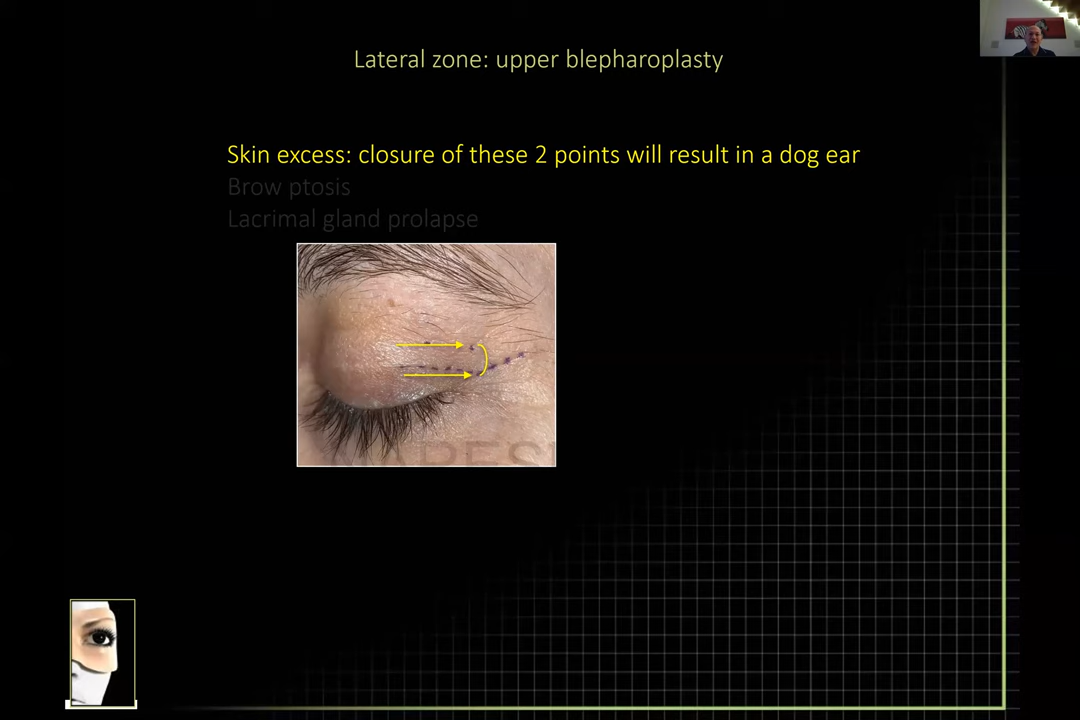 Lateral zone: upper blepharoplasty
Skin excess: closure of these 2 points will result in a dog ear
Brow ptosis
Lacrimal gland prolapse